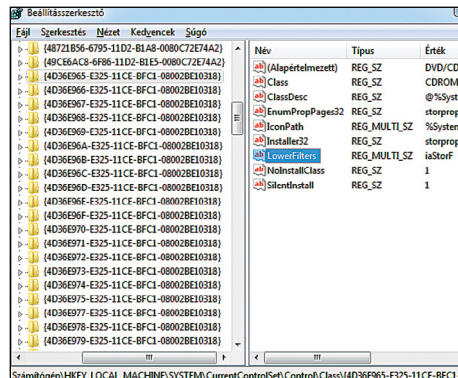 Beállításszerkesztő
Fájl Szerkesztés Nézet Kedvencek Súgó
{48721B56-6795-11D2-B1A8-0080C72E74A2}
{49CE6AC8-6F86-11D2-B1E5-0080C72E74A2}
{4D36E965-E325-11CE-BFC1-08002BE10318}
{4D36E966-E325-11CE-BFC1-08002BE10318}
{4D36E967-E325-11CE-BFC1-08002BE10318}
{4D36E968-E325-11CE-BFC1-08002BE10318}
{4D36E969-E325-11CE-BFC1-08002BE10318}
{4D36E96A-E325-11CE-BFC1-08002BE10318}
{4D36E96B-E325-11CE-BFC1-08002BE10318}
{4D36E96C-E325-11CE-BFC1-08002BE10318}
{4D36E96D-E325-11CE-BFC1-08002BE10318}
{4D36E96E-E325-11CE-BFC1-08002BE10318}
{4D36E96F-E325-11CE-BFC1-08002BE10318}
{4D36E970-E325-11CE-BFC1-08002BE10318}
{4D36E971-E325-11CE-BFC1-08002BE10318}
{4D36E972-E325-11CE-BFC1-08002BE10318}
{4D36E973-E325-11CE-BFC1-08002BE10318}
{4D36E974-E325-11CE-BFC1-08002BE10318}
{4D36E975-E325-11CE-BFC1-08002BE10318}
{4D36E977-E325-11CE-BFC1-08002BE10318}
{4D36E978-E325-11CE-BFC1-08002BE10318}
{4D36E979-E325-11CE-BFC1-08002BE10318}
Név Típus Érték
(Alapértelmezett) REG_SZ DVD/CD
Class REG_SZ CDROM
ClassDesc REG_SZ @%Syst
EnumPropPages32 REG_SZ storprop
IconPath REG_MULTI_SZ %System
Installer32 REG_SZ storprop
LowerFilters REG_MULTI_SZ iaStorF
NoInstallClass REG_SZ 1
SilentInstall REG_SZ 1
Számítógép\HKEY_LOCAL_MACHINE\SYSTEM\CurrentControlSet\Control\Class\{4D36E965-E325-11CE-BFC1-